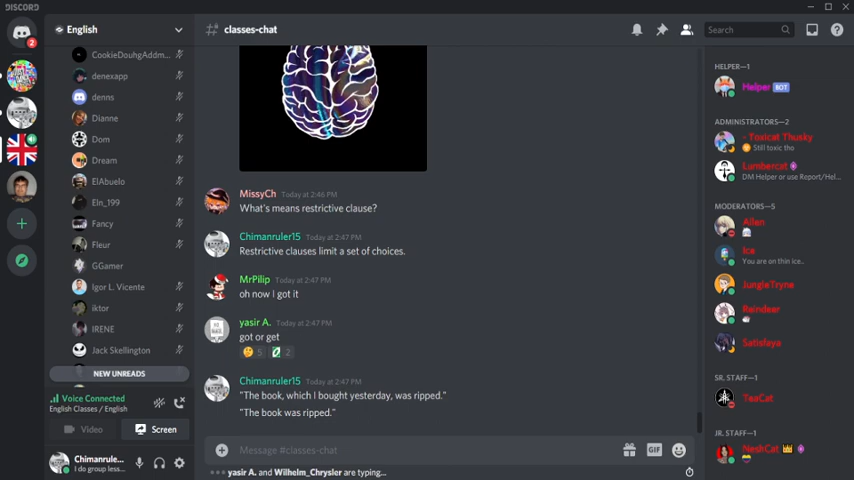 DISCORD
English
classes-chat
Search
2
CookieDouhgAddm...
denexapp
denns
Dianne
Dom
Dream
ElAbuelo
Eln_199
Fancy
Fleur
GGamer
Igor L. Vicente
iktor
IRENE
Jack Skellington
NEW UNREADS
Voice Connected
English Classes / English
Video
Screen
Chimanrule...
I do group less...
MissyCh Today at 2:46 PM
What's means restrictive clause?
Chimanruler15 Today at 2:47 PM
Restrictive clauses limit a set of choices.
MrPilip Today at 2:47 PM
oh now I got it
yasir A. Today at 2:47 PM
got or get
5 2
Chimanruler15 Today at 2:47 PM
"The book, which I bought yesterday, was ripped."
"The book was ripped."
Message #classes-chat
GIF
yasir A. and Wilhelm_Chrysler are typing...
HELPER—1
Helper BOT
ADMINISTRATORS—2
Toxicat Thusky
Still toxic tho
Lumbercat
DM Helper or use Report/Hel...
MODERATORS—5
Allen
Ice
You are on thin ice..
JungleTryne
Reindeer
Satisfaya
SR. STAFF—1
TeaCat
JR. STAFF—1
NeshCat